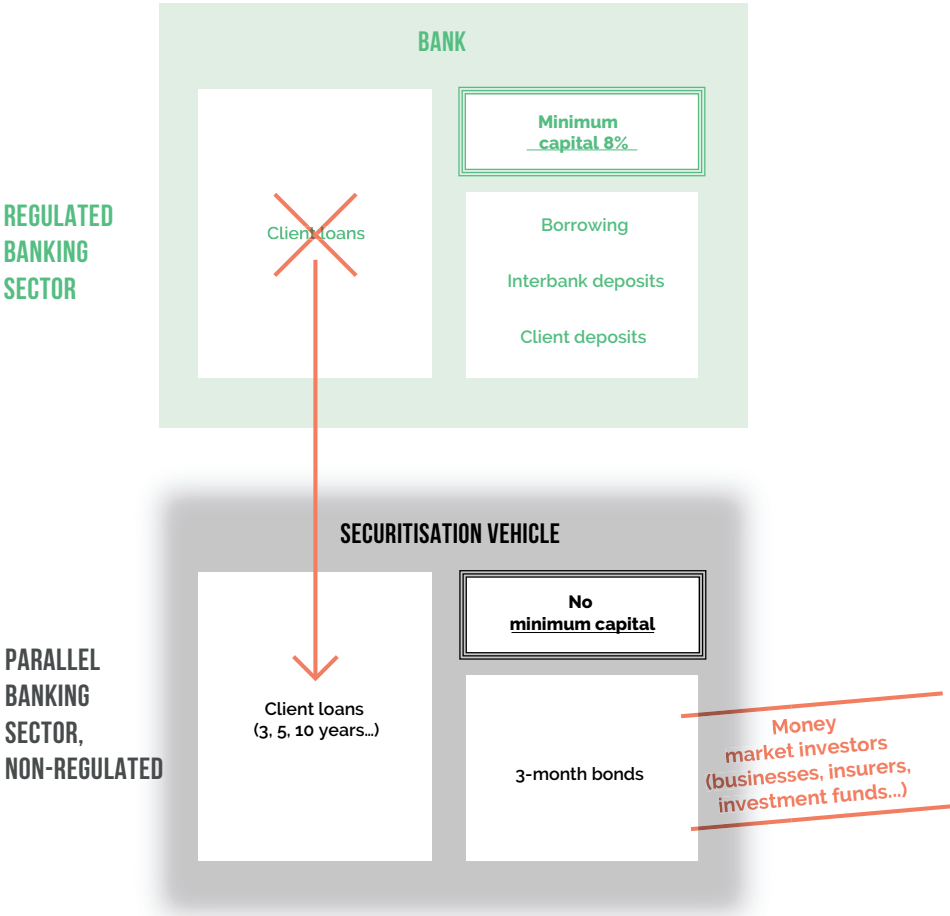 BANK
Minimum
capital 8%
REGULATED
BANKING
SECTOR
Client loans
Borrowing
Interbank deposits
Client deposits
SECURITISATION VEHICLE
No
minimum capital
PARALLEL
BANKING
SECTOR,
NON-REGULATED
Client loans
(3, 5, 10 years…)
3-month bonds
Money
market investors
(businesses, insurers,
investment funds...)